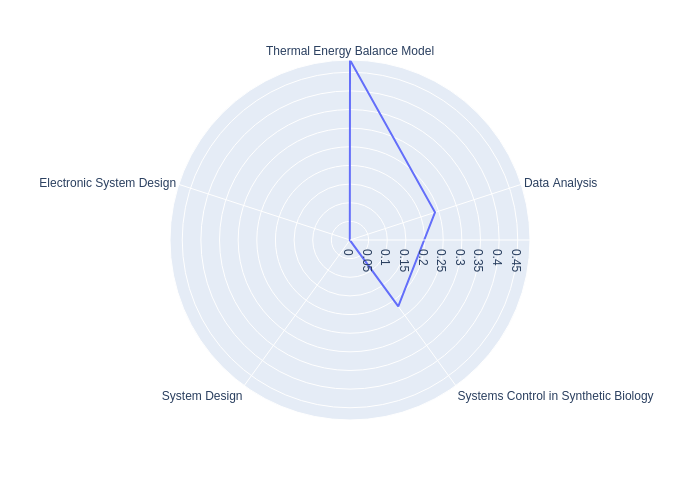 Thermal Energy Balance Model
Electronic System Design
Data Analysis
0
0.05
0.1
0.15
0.2
0.25
0.3
0.35
0.4
0.45
System Design
Systems Control in Synthetic Biology